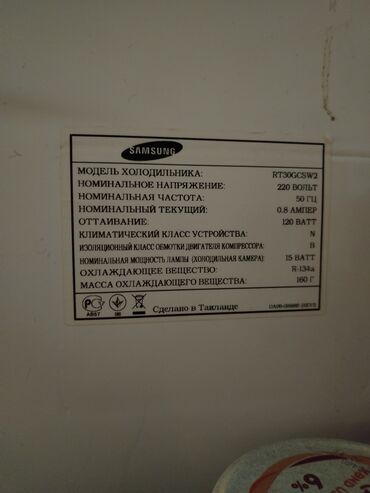 SAMSUNG
МОДЕЛЬ ХОЛОДИЛЬНИКА: RT30GCSW2
НОМИНАЛЬНОЕ НАПРЯЖЕНИЕ: 220 ВОЛЬТ
НОМИНАЛЬНАЯ ЧАСТОТА: 50 ГЦ
НОМИНАЛЬНЫЙ ТЕКУЩИЙ: 0.8 АМПЕР
ОТТАИВАНИЕ: 120 ВАТТ
КЛИМАТИЧЕСКИЙ КЛАСС УСТРОЙСТВА: N
ИЗОЛЯЦИОННЫЙ КЛАСС ОБМОТКИ ДВИГАТЕЛЯ КОМПРЕССОРА: B
НОМИНАЛЬНАЯ МОЩНОСТЬ ЛАМПЫ (ХОЛОДИЛЬНАЯ КАМЕРА): 15 ВАТТ
ОХЛАЖДАЮЩЕЕ ВЕЩЕСТВО: R-134a
МАССА ОХЛАЖДАЮЩЕГО ВЕЩЕСТВА: 160 Г
АВ57
Сделано в Таиланде
6%